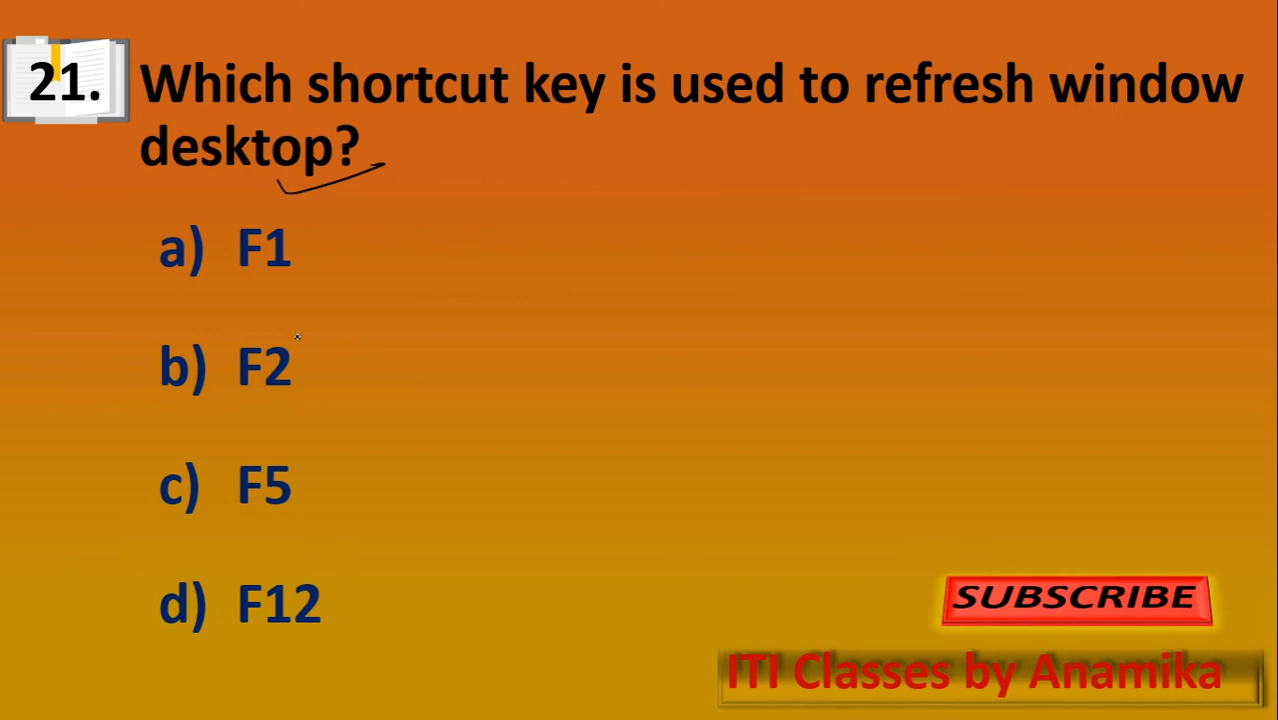 21. Which shortcut key is used to refresh window
desktop?
a) F1
b) F2
c) F5
d) F12
SUBSCRIBE
ITI Classes by Anamika